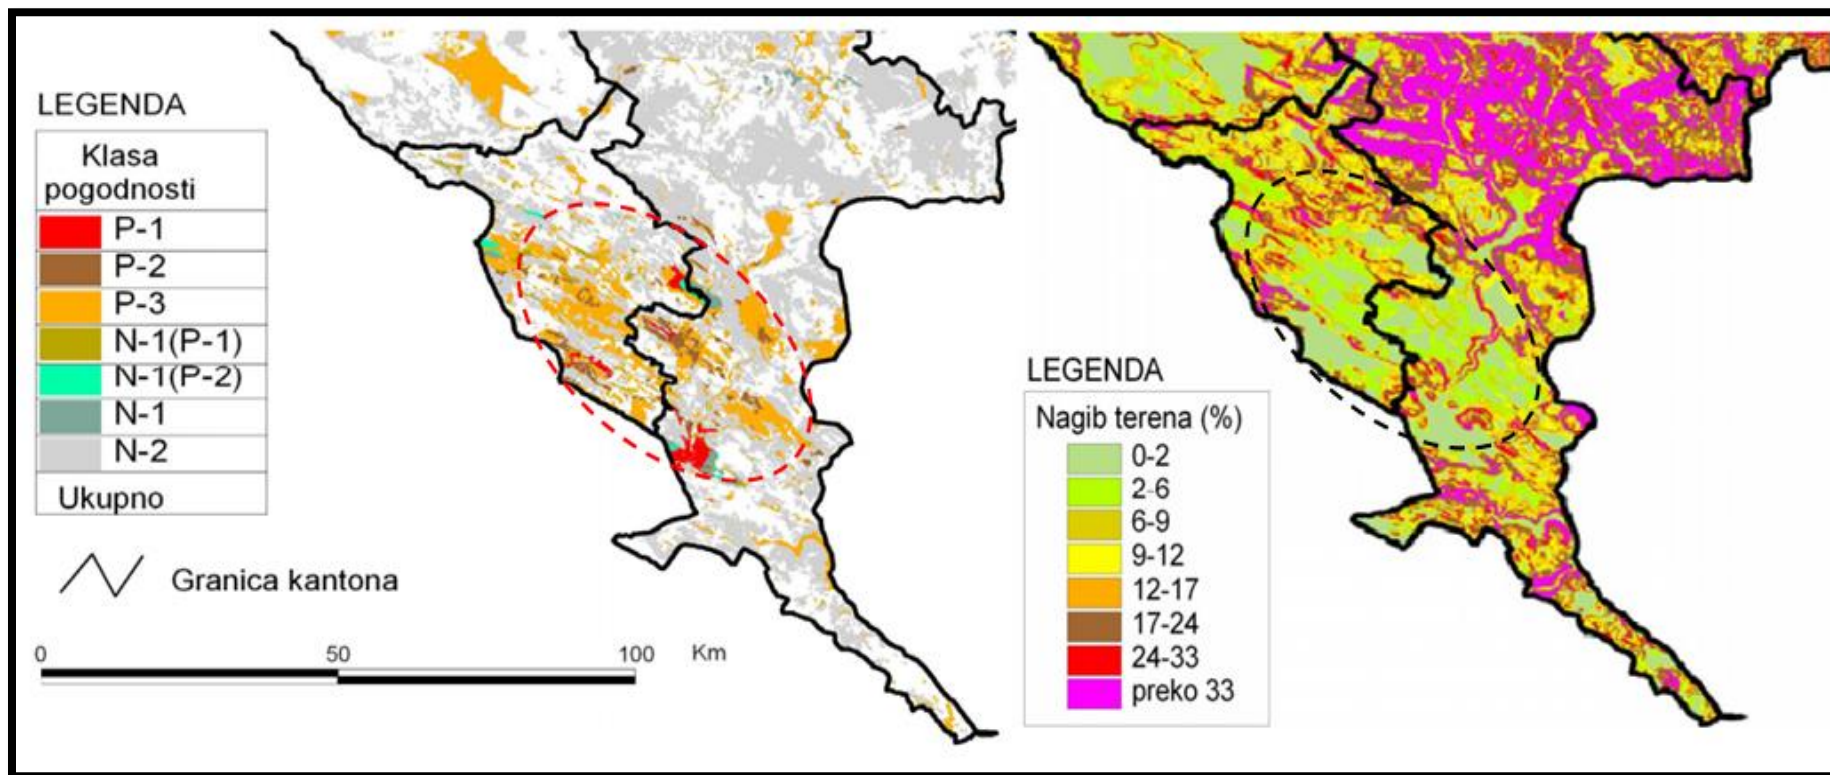 LEGENDA
Klasa
pogodnosti
P-1
P-2
P-3
N-1(P-1)
N-1(P-2)
N-1
N-2
Ukupno
Granica kantona
0 50 100 Km
LEGENDA
Nagib terena (%)
0-2
2-6
6-9
9-12
12-17
17-24
24-33
preko 33